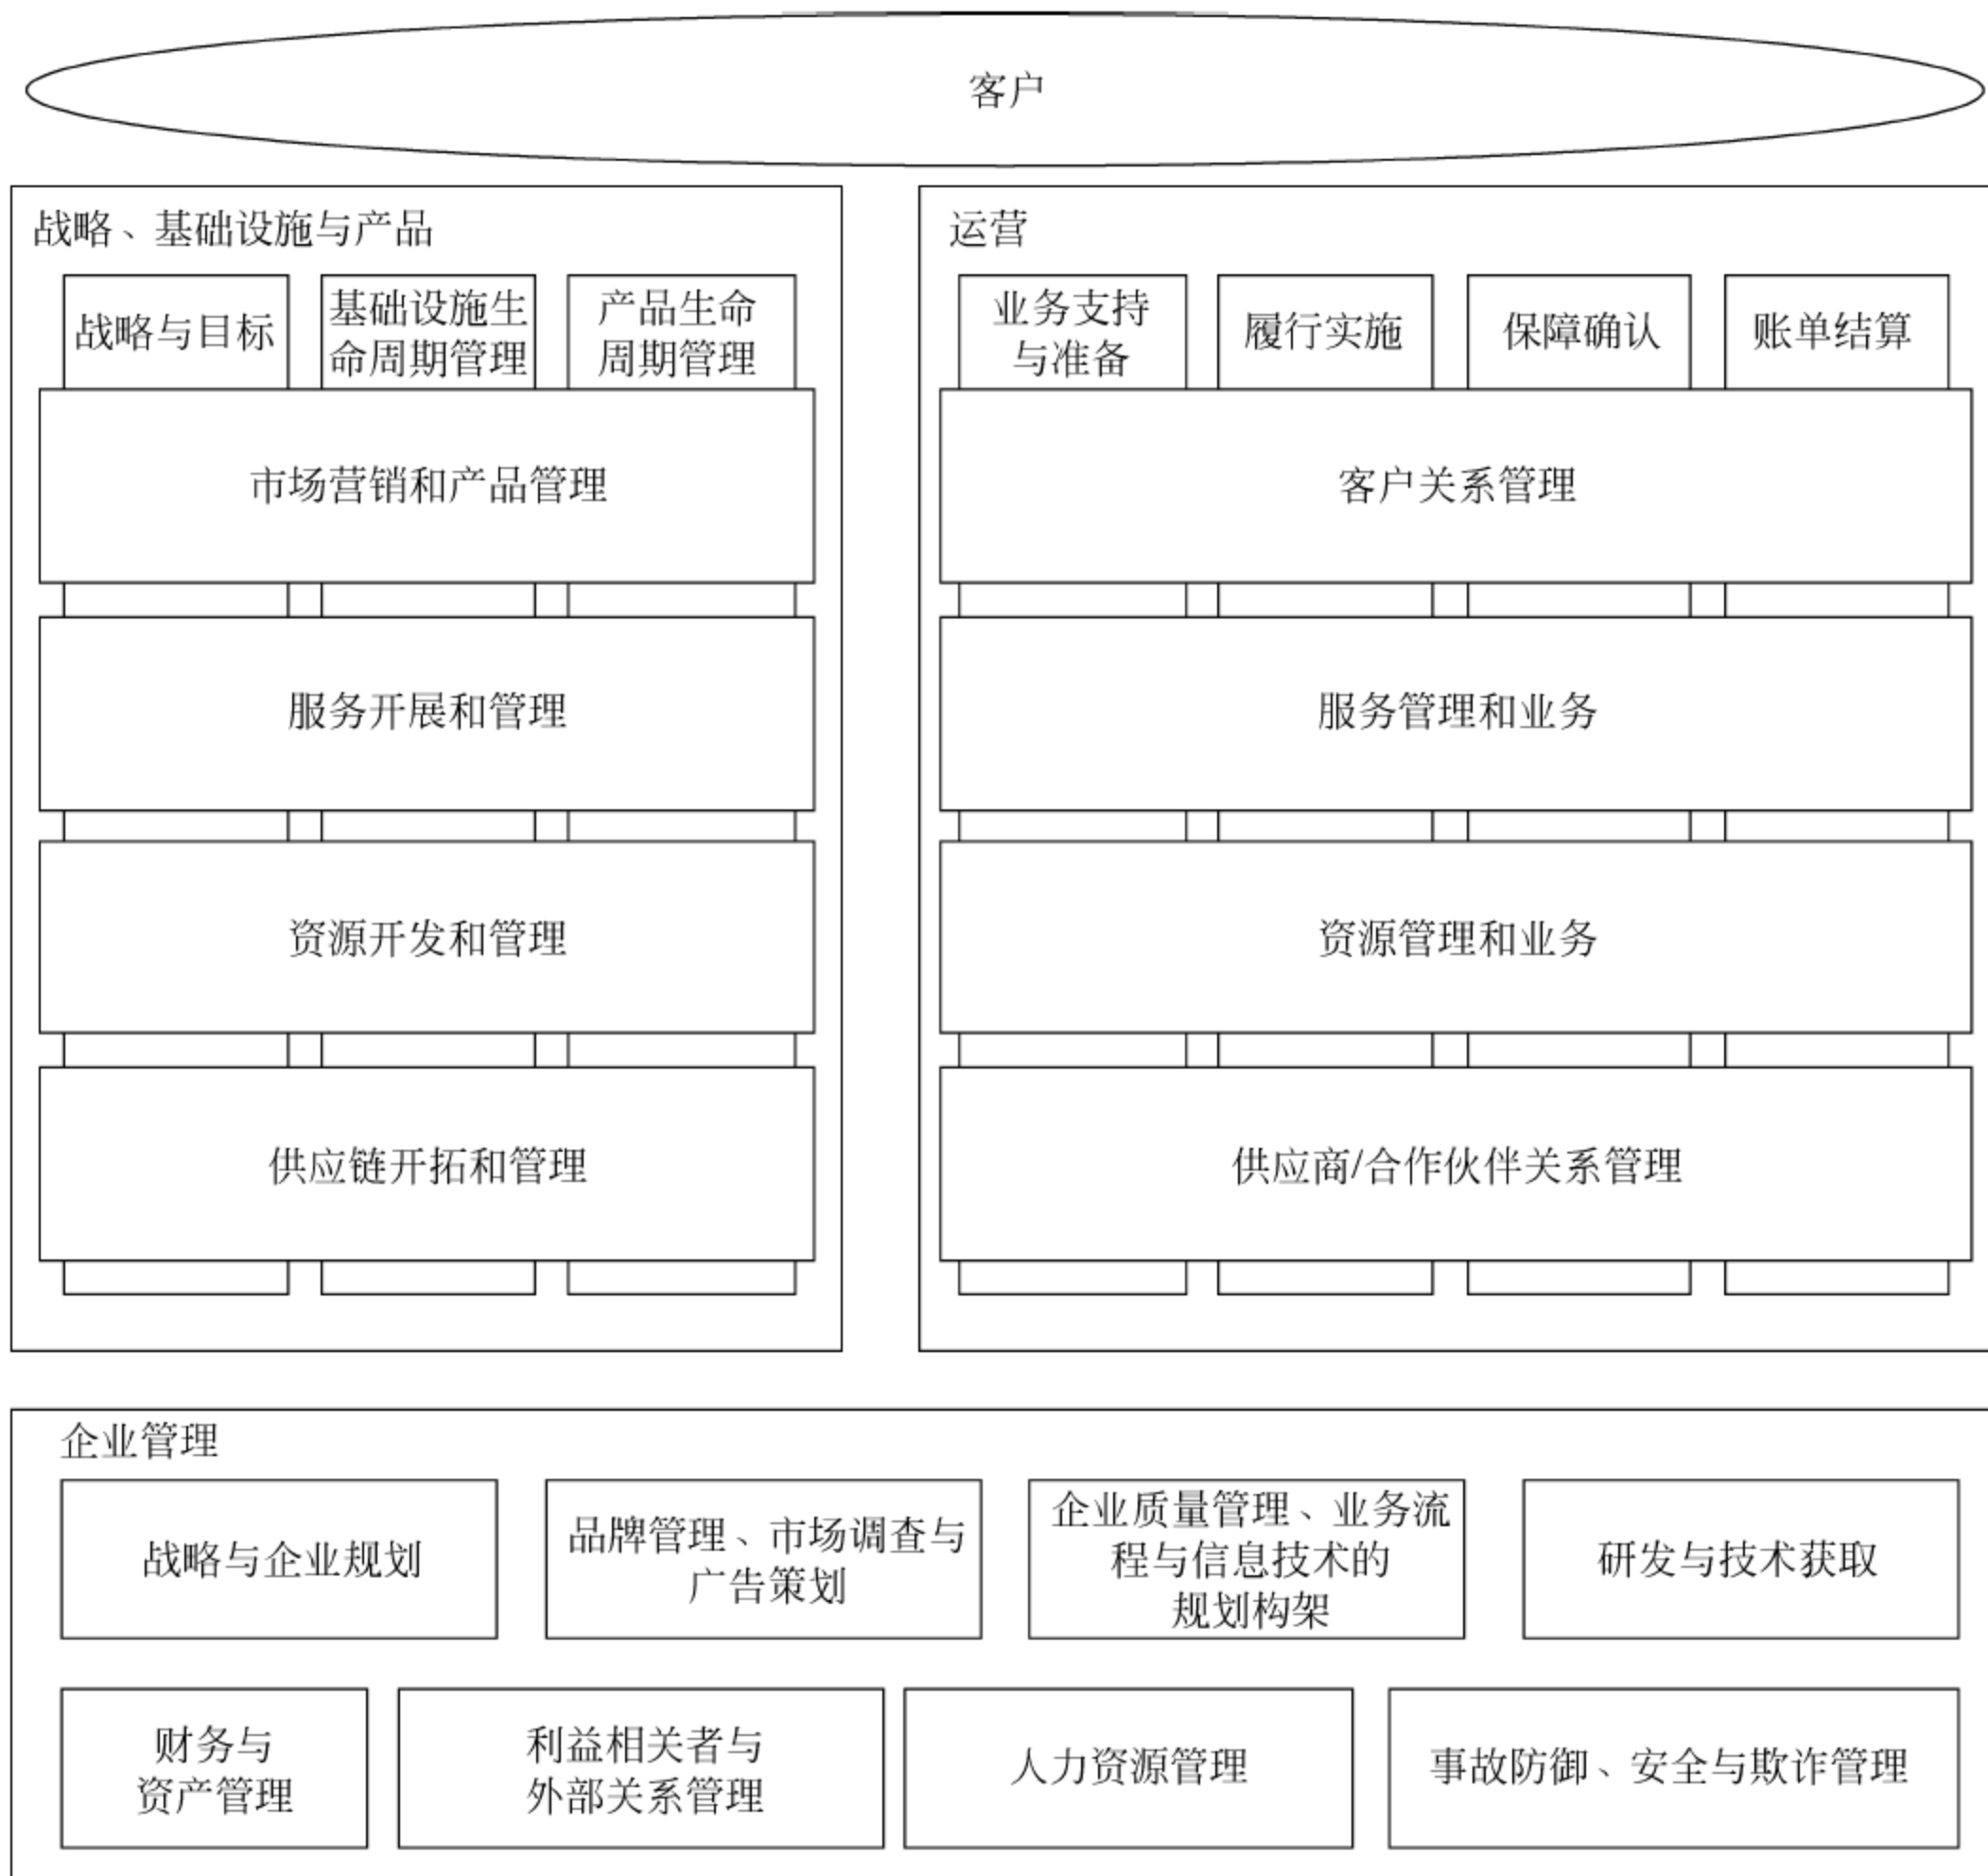 客户
战略、基础设施与产品
战略与目标
基础设施生
命周期管理
产品生命
周期管理
市场营销和产品管理
服务开展和管理
资源开发和管理
供应链开拓和管理
运营
业务支持
与准备
履行实施
保障确认
账单结算
客户关系管理
服务管理和业务
资源管理和业务
供应商/合作伙伴关系管理
企业管理
战略与企业规划
品牌管理、市场调查与
广告策划
企业质量管理、业务流
程与信息技术的
规划构架
研发与技术获取
财务与
资产管理
利益相关者与
外部关系管理
人力资源管理
事故防御、安全与欺诈管理